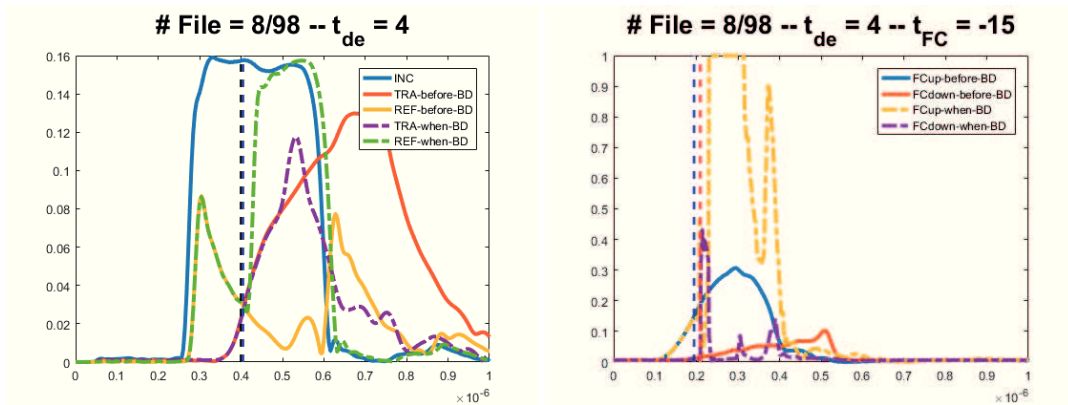 # File = 8/98 -- t_de = 4
0.16
0.14
0.12
0.1
0.08
0.06
0.04
0.02
0
0 0.1 0.2 0.3 0.4 0.5 0.6 0.7 0.8 0.9 1
×10^-6
INC
TRA-before-BD
REF-before-BD
TRA-when-BD
REF-when-BD
# File = 8/98 -- t_de = 4 -- t_FC = -15
1
0.9
0.8
0.7
0.6
0.5
0.4
0.3
0.2
0.1
0
0 0.1 0.2 0.3 0.4 0.5 0.6 0.7 0.8 0.9 1
×10^-6
FCup-before-BD
FCdown-before-BD
FCup-when-BD
FCdown-when-BD